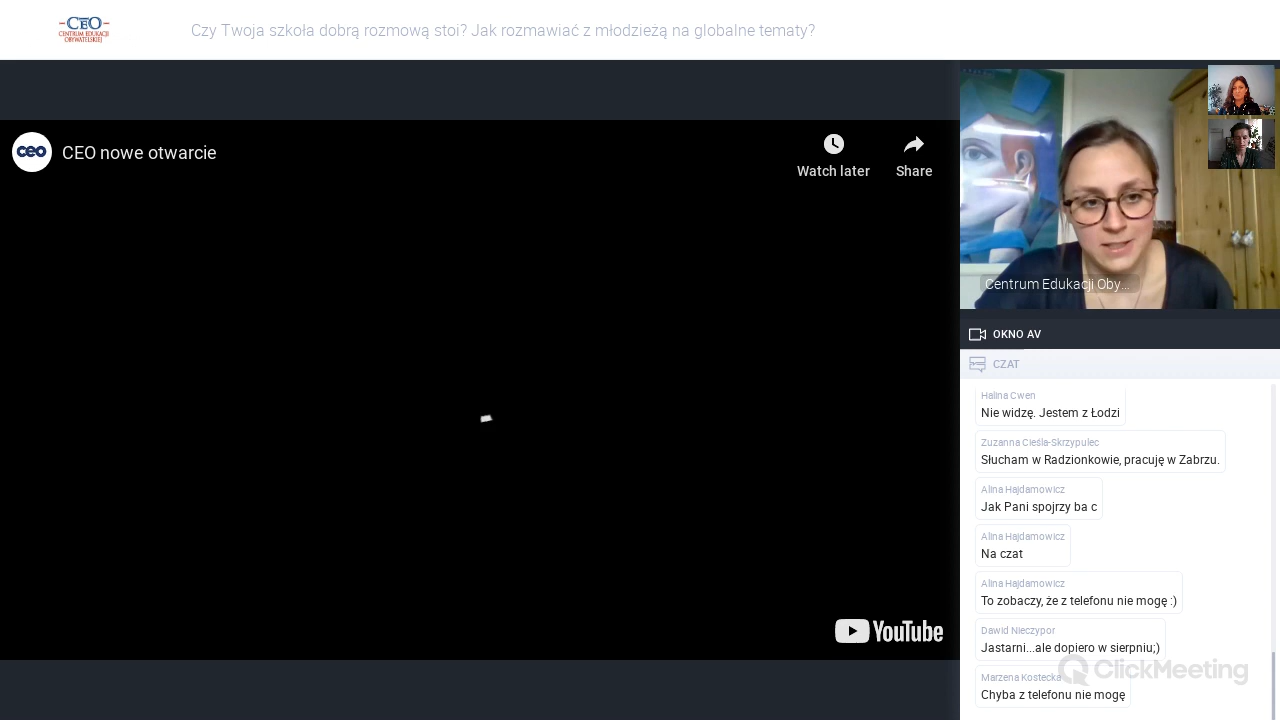 CEO
CENTRUM EDUKACJI
OBYWATELSKIEJ
Czy Twoja szkoła dobrą rozmową stoi? Jak rozmawiać z młodzieżą na globalne tematy?
ceo
CEO nowe otwarcie
Watch later
Share
YouTube
Centrum Edukacji Oby...
OKNO AV
CZAT
Halina Cwen
Nie widzę. Jestem z Łodzi
Zuzanna Cieśla-Skrzypulec
Słucham w Radzionkowie, pracuję w Zabrzu.
Alina Hajdamowicz
Jak Pani spojrzy ba c
Alina Hajdamowicz
Na czat
Alina Hajdamowicz
To zobaczy, że z telefonu nie mogę :)
Dawid Nieczypor
Jastarni...ale dopiero w sierpniu;)
Marzena Kostecka
Chyba z telefonu nie mogę
ClickMeeting